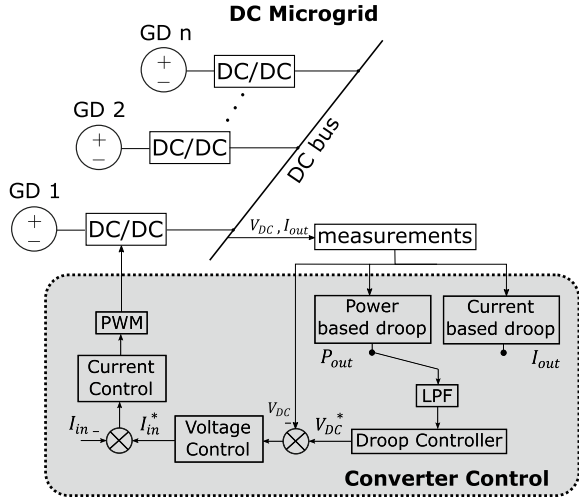 DC Microgrid
GD n
+
−
DC/DC
GD 2
+
−
DC/DC
DC bus
GD 1
+
−
DC/DC
V_DC , I_out
measurements
PWM
Power
based droop
Current
based droop
P_out
I_out
Current
Control
LPF
V_DC
−
I_in −
I_in^*
Voltage
Control
V_DC^*
Droop Controller
Converter Control